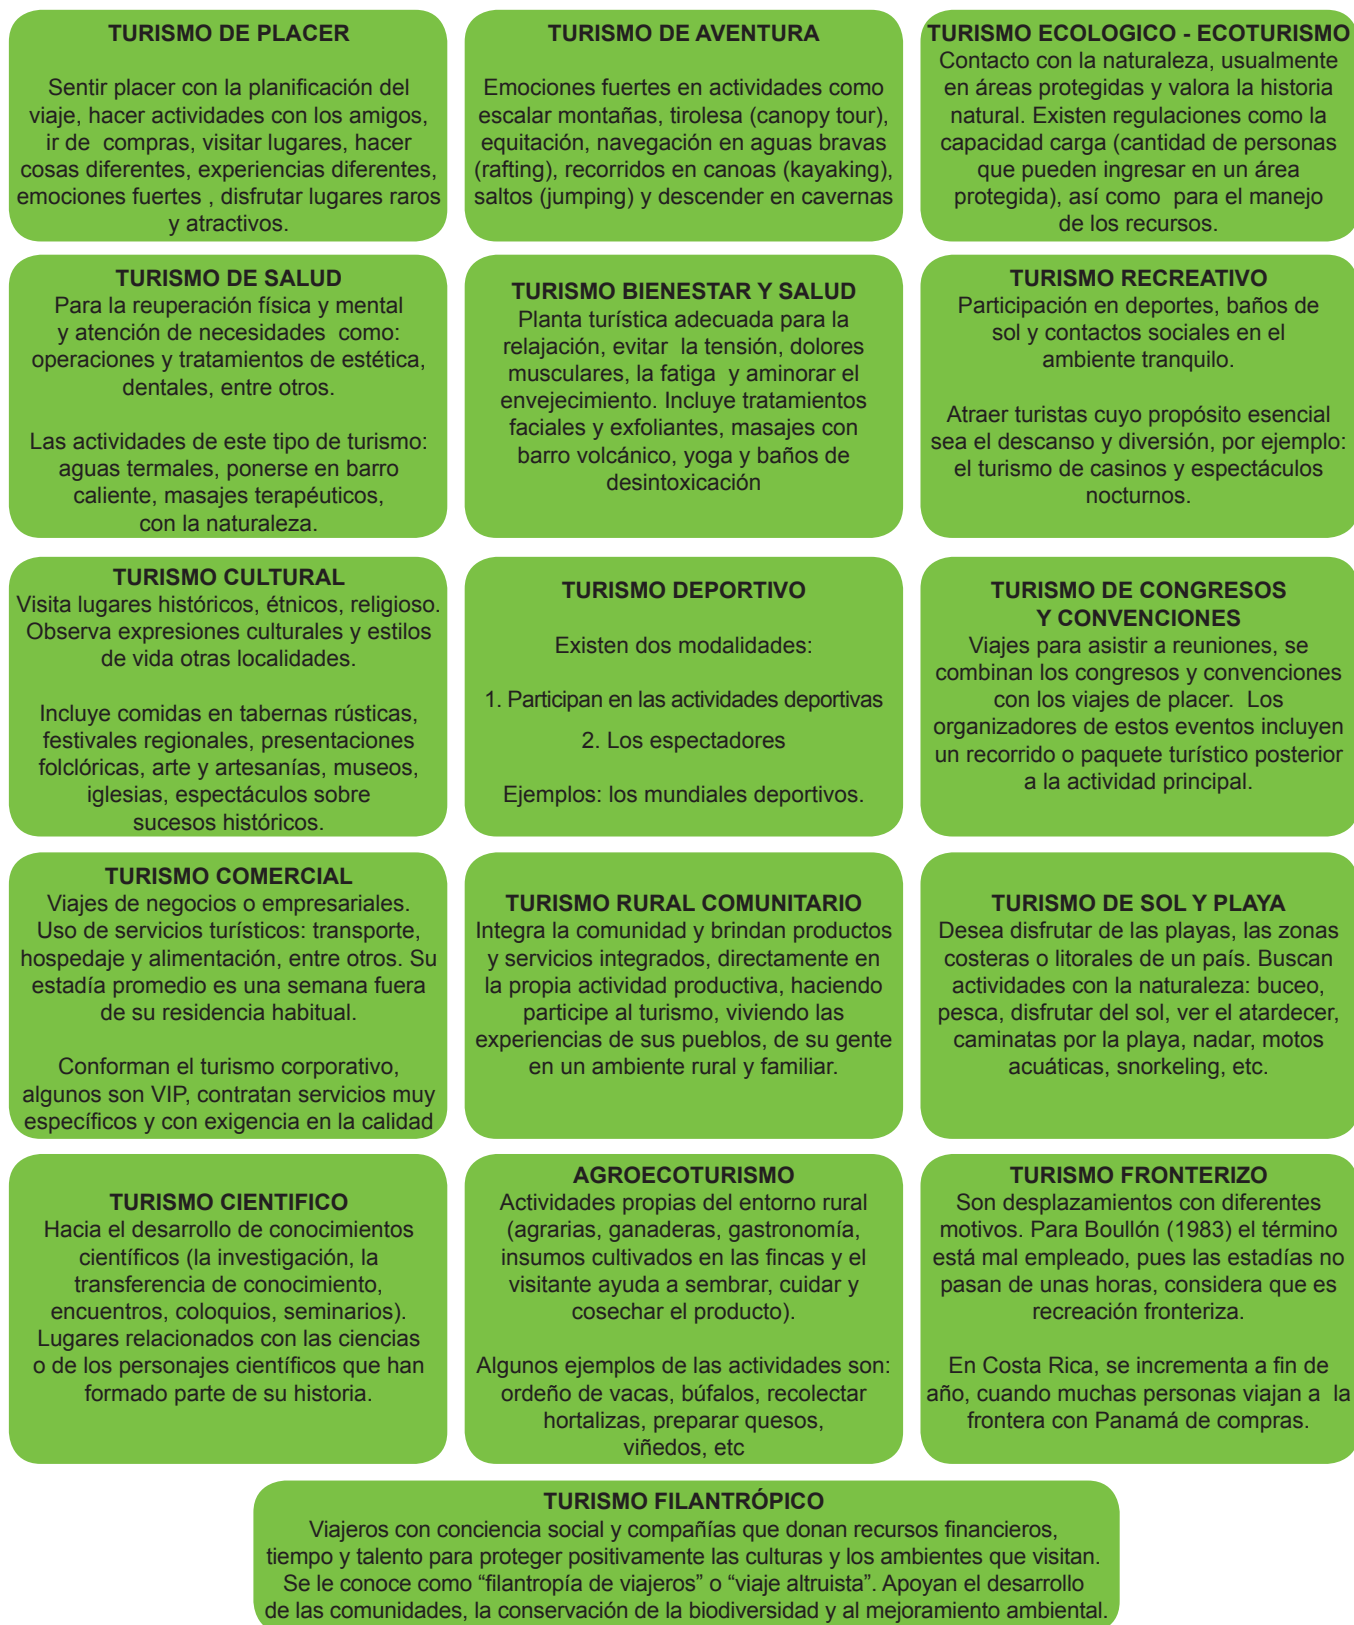 TURISMO DE PLACER
Sentir placer con la planificación del
viaje, hacer actividades con los amigos,
ir de compras, visitar lugares, hacer
cosas diferentes, experiencias diferentes,
emociones fuertes , disfrutar lugares raros
y atractivos.
TURISMO DE AVENTURA
Emociones fuertes en actividades como
escalar montañas, tirolesa (canopy tour),
equitación, navegación en aguas bravas
(rafting), recorridos en canoas (kayaking),
saltos (jumping) y descender en cavernas
TURISMO ECOLOGICO - ECOTURISMO
Contacto con la naturaleza, usualmente
en áreas protegidas y valora la historia
natural. Existen regulaciones como la
capacidad carga (cantidad de personas
que pueden ingresar en un área
protegida), así como para el manejo
de los recursos.
TURISMO DE SALUD
Para la reuperación física y mental
y atención de necesidades como:
operaciones y tratamientos de estética,
dentales, entre otros.
Las actividades de este tipo de turismo:
aguas termales, ponerse en barro
caliente, masajes terapéuticos,
con la naturaleza.
TURISMO BIENESTAR Y SALUD
Planta turística adecuada para la
relajación, evitar la tensión, dolores
musculares, la fatiga y aminorar el
envejecimiento. Incluye tratamientos
faciales y exfoliantes, masajes con
barro volcánico, yoga y baños de
desintoxicación
TURISMO RECREATIVO
Participación en deportes, baños de
sol y contactos sociales en el
ambiente tranquilo.
Atraer turistas cuyo propósito esencial
sea el descanso y diversión, por ejemplo:
el turismo de casinos y espectáculos
nocturnos.
TURISMO CULTURAL
Visita lugares históricos, étnicos, religioso.
Observa expresiones culturales y estilos
de vida otras localidades.
Incluye comidas en tabernas rústicas,
festivales regionales, presentaciones
folclóricas, arte y artesanías, museos,
iglesias, espectáculos sobre
sucesos históricos.
TURISMO DEPORTIVO
Existen dos modalidades:
1. Participan en las actividades deportivas
2. Los espectadores
Ejemplos: los mundiales deportivos.
TURISMO DE CONGRESOS
Y CONVENCIONES
Viajes para asistir a reuniones, se
combinan los congresos y convenciones
con los viajes de placer. Los
organizadores de estos eventos incluyen
un recorrido o paquete turístico posterior
a la actividad principal.
TURISMO COMERCIAL
Viajes de negocios o empresariales.
Uso de servicios turísticos: transporte,
hospedaje y alimentación, entre otros. Su
estadía promedio es una semana fuera
de su residencia habitual.
Conforman el turismo corporativo,
algunos son VIP, contratan servicios muy
específicos y con exigencia en la calidad
TURISMO RURAL COMUNITARIO
Integra la comunidad y brindan productos
y servicios integrados, directamente en
la propia actividad productiva, haciendo
participe al turismo, viviendo las
experiencias de sus pueblos, de su gente
en un ambiente rural y familiar.
TURISMO DE SOL Y PLAYA
Desea disfrutar de las playas, las zonas
costeras o litorales de un país. Buscan
actividades con la naturaleza: buceo,
pesca, disfrutar del sol, ver el atardecer,
caminatas por la playa, nadar, motos
acuáticas, snorkeling, etc.
TURISMO CIENTIFICO
Hacia el desarrollo de conocimientos
científicos (la investigación, la
transferencia de conocimiento,
encuentros, coloquios, seminarios).
Lugares relacionados con las ciencias
o de los personajes científicos que han
formado parte de su historia.
AGROECOTURISMO
Actividades propias del entorno rural
(agrarias, ganaderas, gastronomía,
insumos cultivados en las fincas y el
visitante ayuda a sembrar, cuidar y
cosechar el producto).
Algunos ejemplos de las actividades son:
ordeño de vacas, búfalos, recolectar
hortalizas, preparar quesos,
viñedos, etc
TURISMO FRONTERIZO
Son desplazamientos con diferentes
motivos. Para Boullón (1983) el término
está mal empleado, pues las estadías no
pasan de unas horas, considera que es
recreación fronteriza.
En Costa Rica, se incrementa a fin de
año, cuando muchas personas viajan a la
frontera con Panamá de compras.
TURISMO FILANTRÓPICO
Viajeros con conciencia social y compañías que donan recursos financieros,
tiempo y talento para proteger positivamente las culturas y los ambientes que visitan.
Se le conoce como “filantropía de viajeros” o “viaje altruista”. Apoyan el desarrollo
de las comunidades, la conservación de la biodiversidad y al mejoramiento ambiental.